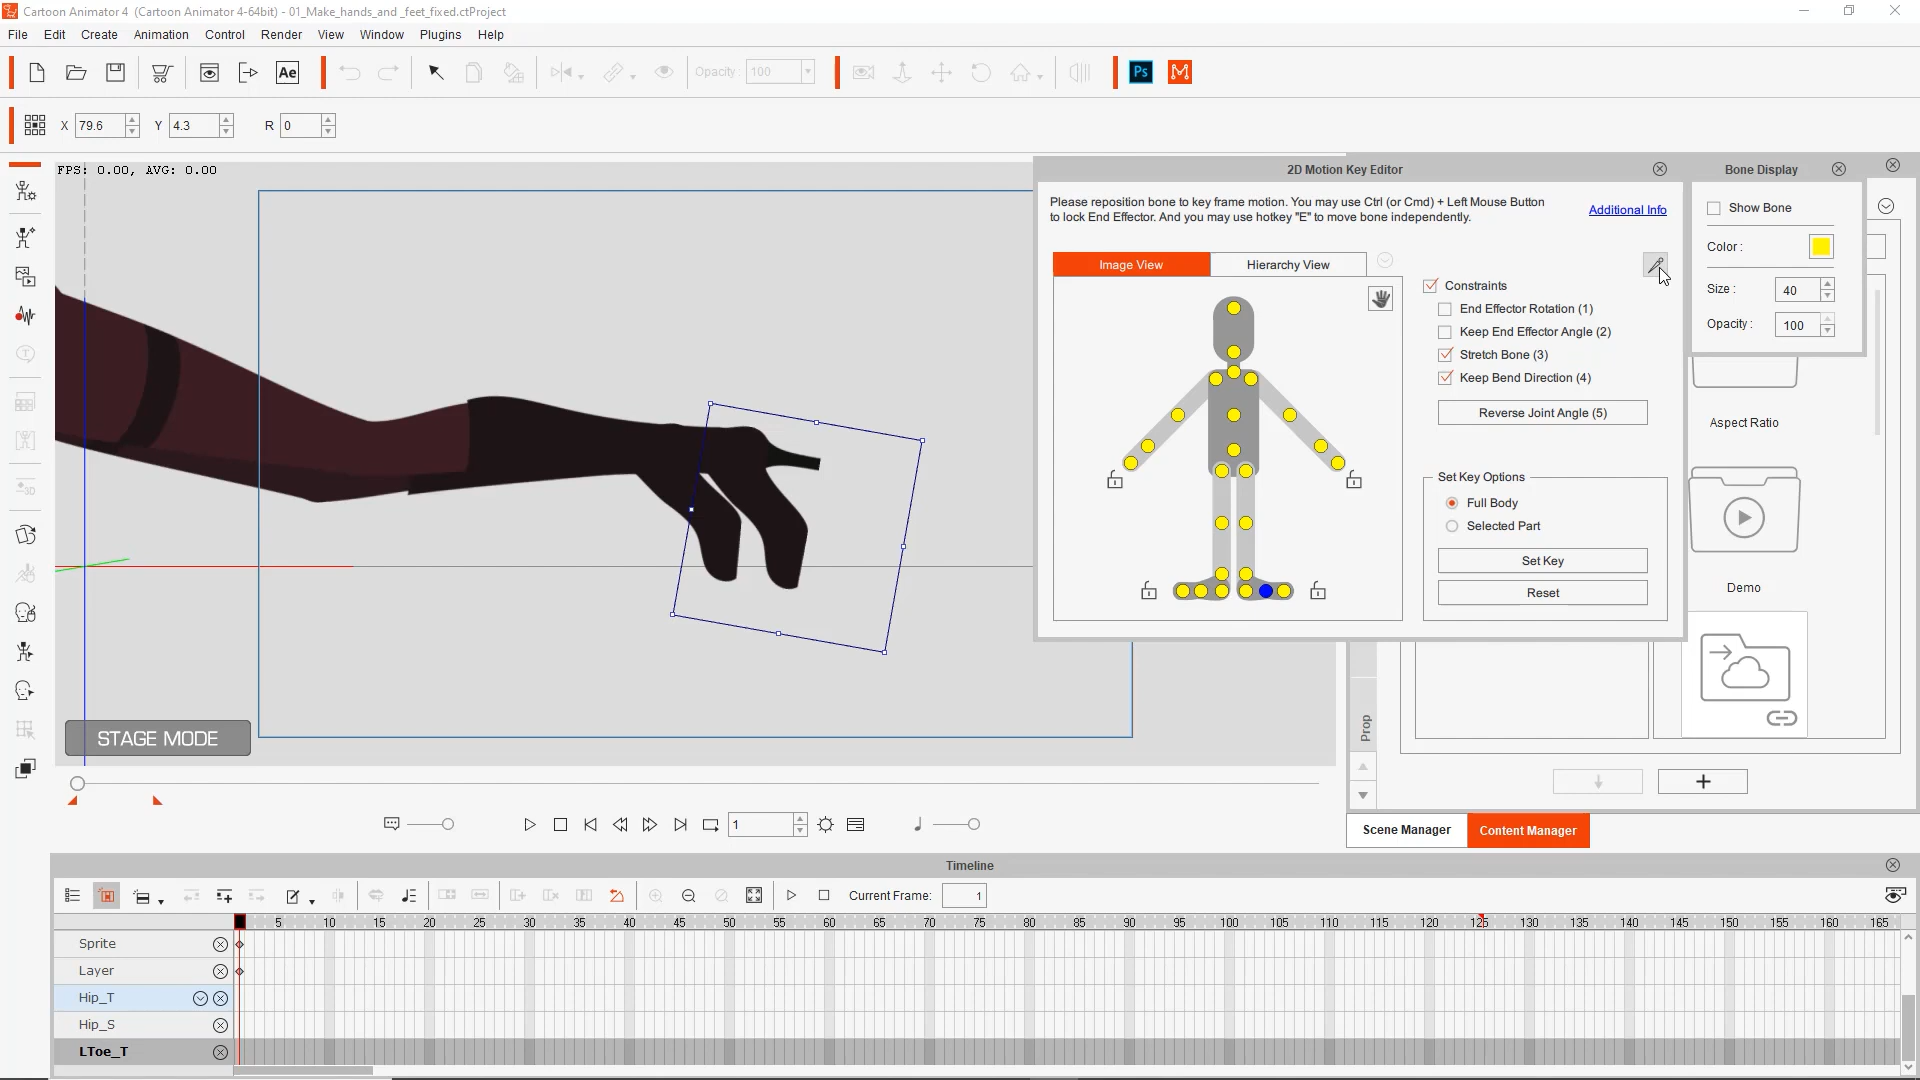 Cartoon Animator 4 (Cartoon Animator 4-64bit) - 01_Make_hands_and _feet_fixed.ctProject
File Edit Create Animation Control Render View Window Plugins Help
Ae Opacity: 100 Ps
X 79.6 Y 4.3 R 0
FPS: 0.00, AVG: 0.00
2D Motion Key Editor
Please reposition bone to key frame motion. You may use Ctrl (or Cmd) + Left Mouse Button
to lock End Effector. And you may use hotkey "E" to move bone independently.
Additional Info
Image View Hierarchy View
Constraints
End Effector Rotation (1)
Keep End Effector Angle (2)
Stretch Bone (3)
Keep Bend Direction (4)
Reverse Joint Angle (5)
Set Key Options
Full Body
Selected Part
Set Key
Reset
Bone Display
Show Bone
Color :
Size : 40
Opacity : 100
Aspect Ratio
Demo
Prop
STAGE MODE
3D
1
Scene Manager Content Manager
Timeline
Current Frame: 1
5 10 15 20 25 30 35 40 45 50 55 60 65 70 75 80 85 90 95 100 105 110 115 120 125 130 135 140 145 150 155 160 165
Sprite
Layer
Hip_T
Hip_S
LToe_T